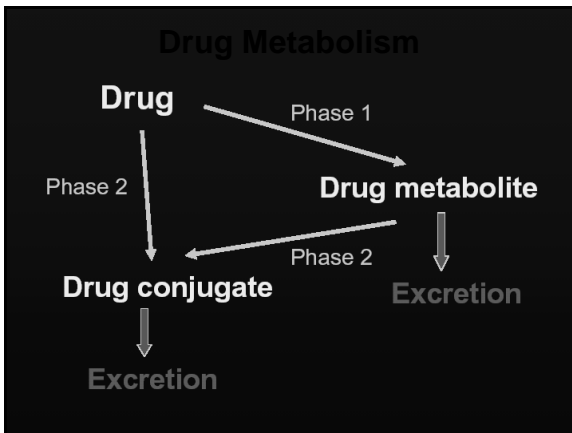 Drug Metabolism
Drug
Phase 1
Phase 2
Drug metabolite
Phase 2
Drug conjugate
Excretion
Excretion